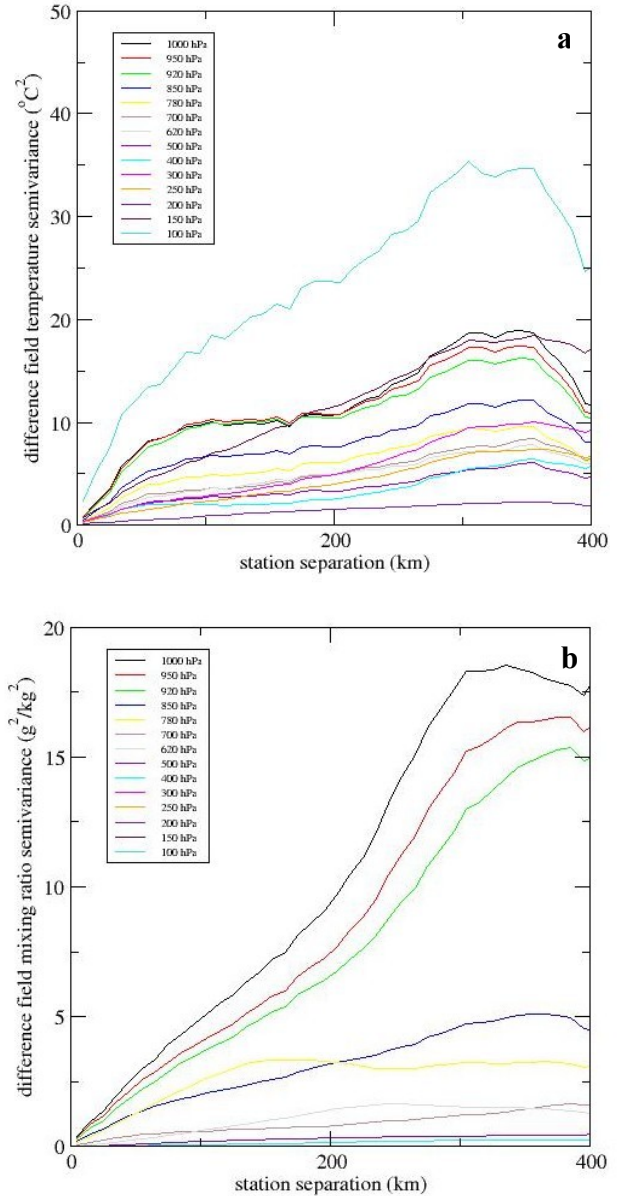 a
50
40
30
20
10
0
1000 hPa
950 hPa
920 hPa
850 hPa
780 hPa
700 hPa
620 hPa
500 hPa
400 hPa
300 hPa
250 hPa
200 hPa
150 hPa
100 hPa
difference field temperature semivariance (°C²)
0
200
400
station separation (km)
b
20
15
10
5
0
1000 hPa
950 hPa
920 hPa
850 hPa
780 hPa
700 hPa
620 hPa
500 hPa
400 hPa
300 hPa
250 hPa
200 hPa
150 hPa
100 hPa
difference field mixing ratio semivariance (g²/kg²)
0
200
400
station separation (km)